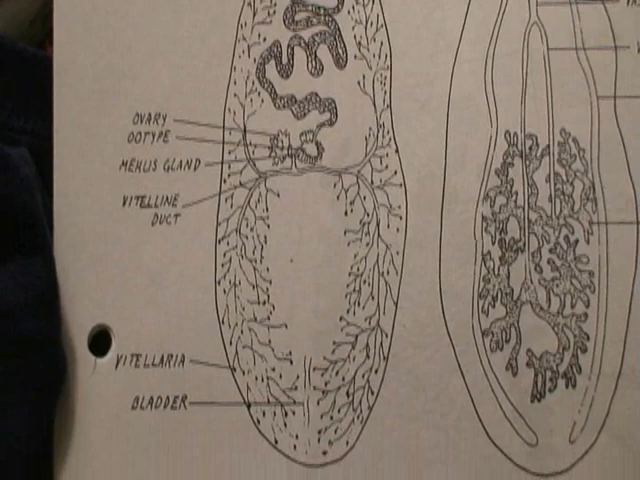 OVARY
OOTYPE
MEHLIS GLAND
VITELLINE
DUCT
VITELLARIA
BLADDER